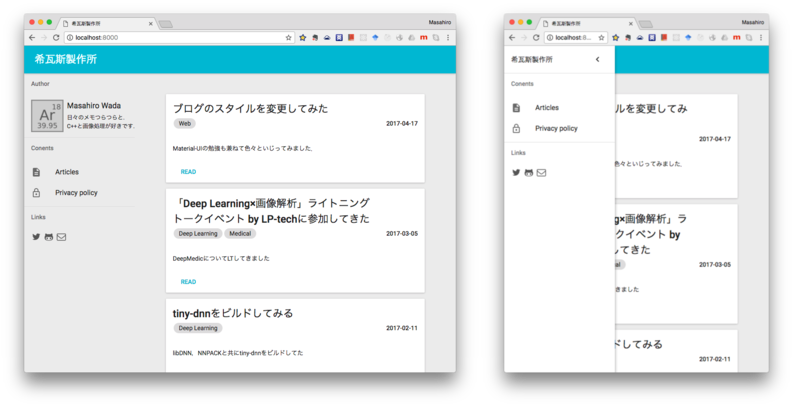 希瓦斯製作所
Masahiro
localhost:8000
希瓦斯製作所
Author
18
Ar
39.95
Masahiro Wada
日々のメモつらつらと.
C++と画像処理が好きです.
Conents
Articles
Privacy policy
Links
ブログのスタイルを変更してみた
Web
2017-04-17
Material-UIの勉強も兼ねて色々といじってみました.
READ
「Deep Learning×画像解析」ライトニング
トークイベント by LP-techに参加してきた
Deep Learning
Medical
2017-03-05
DeepMedicについてLTしてきました
READ
tiny-dnnをビルドしてみる
Deep Learning
2017-02-11
libDNN, NNPACKと共にtiny-dnnをビルドしてた
希瓦斯製作所
Masahiro
localhost:8...
希瓦斯製作所
Conents
Articles
Privacy policy
Links
ルを変更してみ
2017-04-17
色々といじってみました.
g×画像解析」ラ
クイベント by
してきた
al
2017-03-05
きました
ドしてみる
2017-02-11